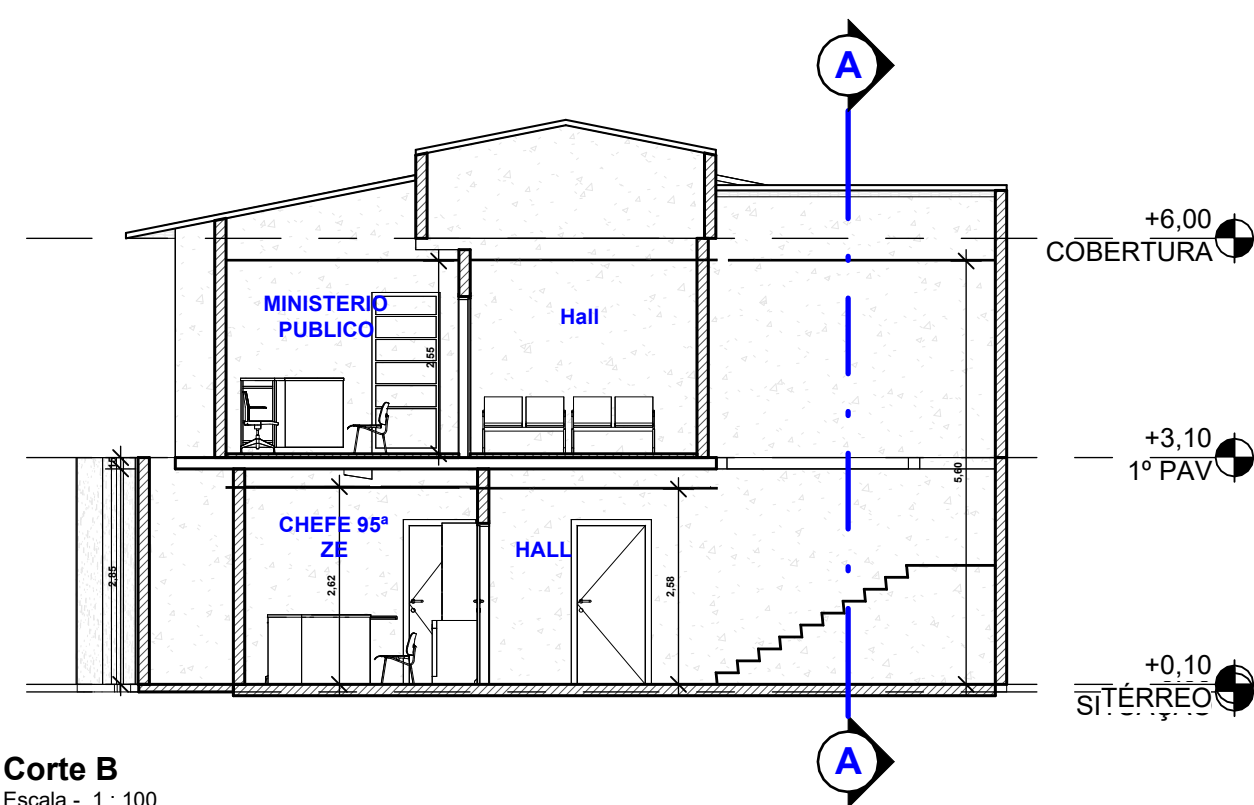 A
+6,00
COBERTURA
MINISTERIO
PUBLICO
Hall
2,55
+3,10
1º PAV
15
5,60
CHEFE 95ª
ZE
HALL
2,85
2,62
2,58
+0,10
TÉRREO
A
Corte B
Escala - 1 : 100